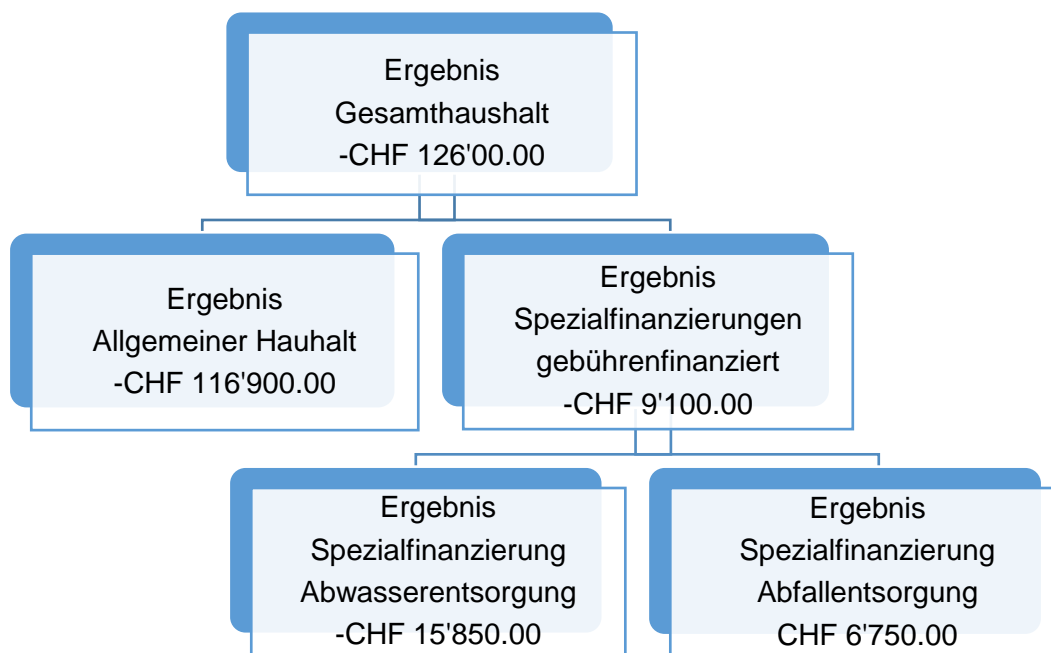 Ergebnis
Gesamthaushalt
-CHF 126'00.00
Ergebnis
Allgemeiner Hauhalt
-CHF 116'900.00
Ergebnis
Spezialfinanzierungen
gebührenfinanziert
-CHF 9'100.00
Ergebnis
Spezialfinanzierung
Abwasserentsorgung
-CHF 15'850.00
Ergebnis
Spezialfinanzierung
Abfallentsorgung
CHF 6'750.00